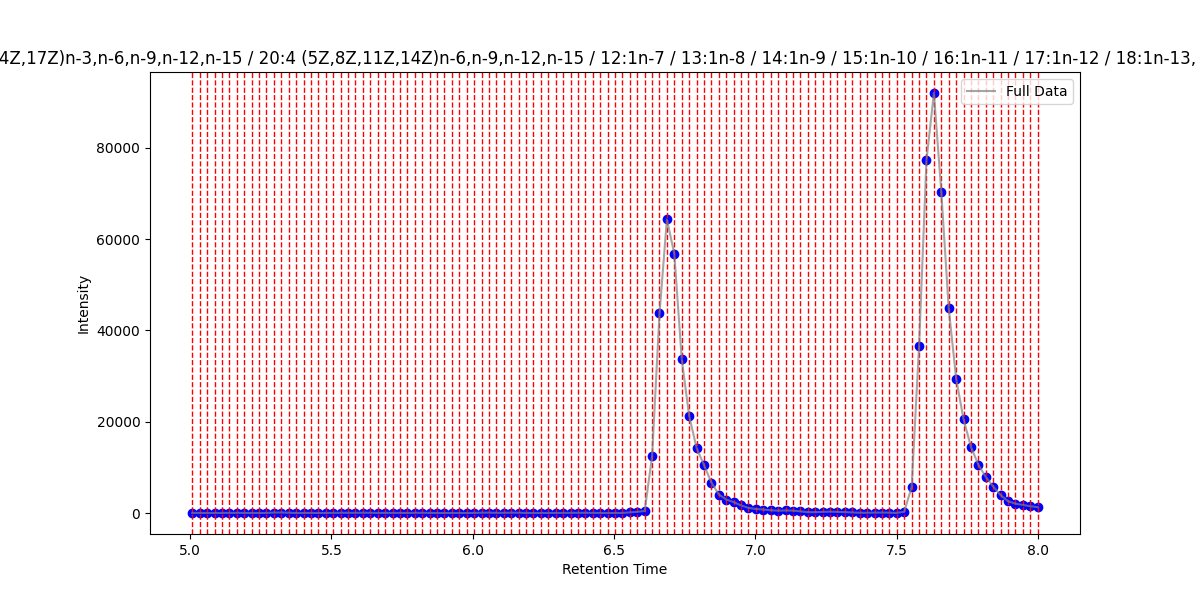 4Z,17Z)n-3,n-6,n-9,n-12,n-15 / 20:4 (5Z,8Z,11Z,14Z)n-6,n-9,n-12,n-15 / 12:1n-7 / 13:1n-8 / 14:1n-9 / 15:1n-10 / 16:1n-11 / 17:1n-12 / 18:1n-13,
Full Data
80000
60000
40000
20000
0
Intensity
5.0 5.5 6.0 6.5 7.0 7.5 8.0
Retention Time